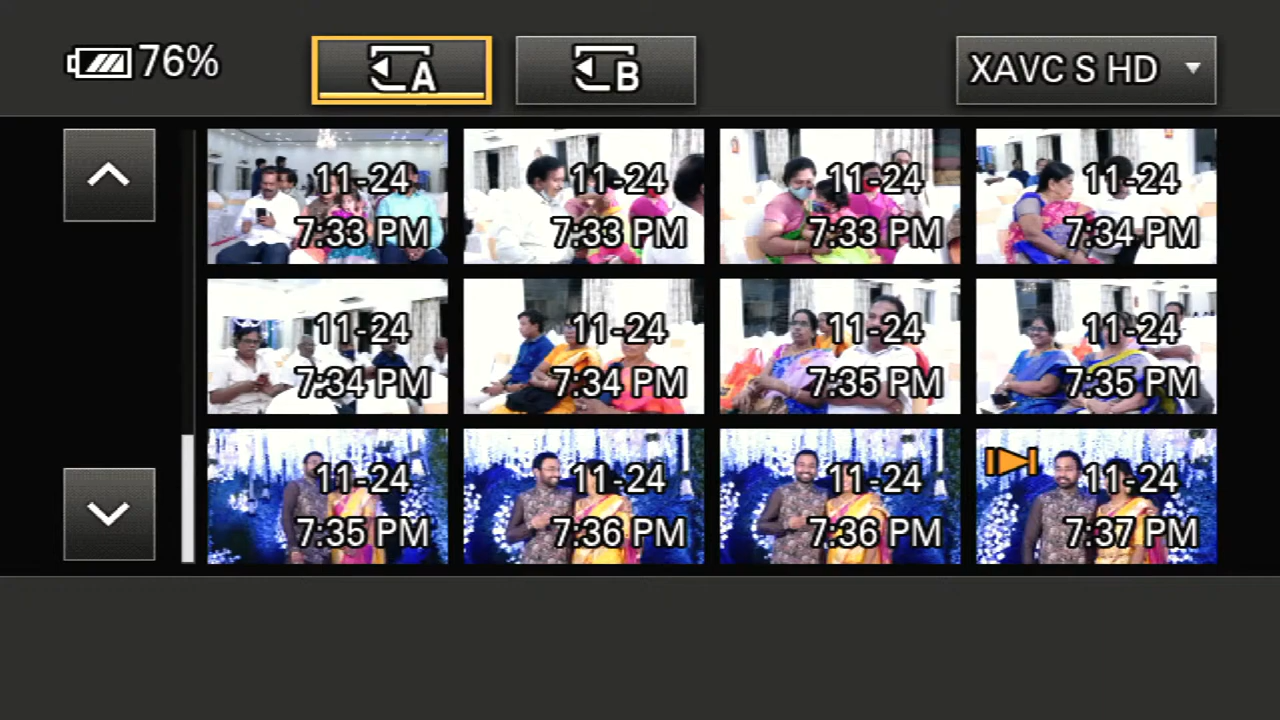 76%
A
B
XAVC S HD
11-24
7:33 PM
11-24
7:33 PM
11-24
7:33 PM
11-24
7:34 PM
11-24
7:34 PM
11-24
7:34 PM
11-24
7:35 PM
11-24
7:35 PM
11-24
7:35 PM
11-24
7:36 PM
11-24
7:36 PM
11-24
7:37 PM